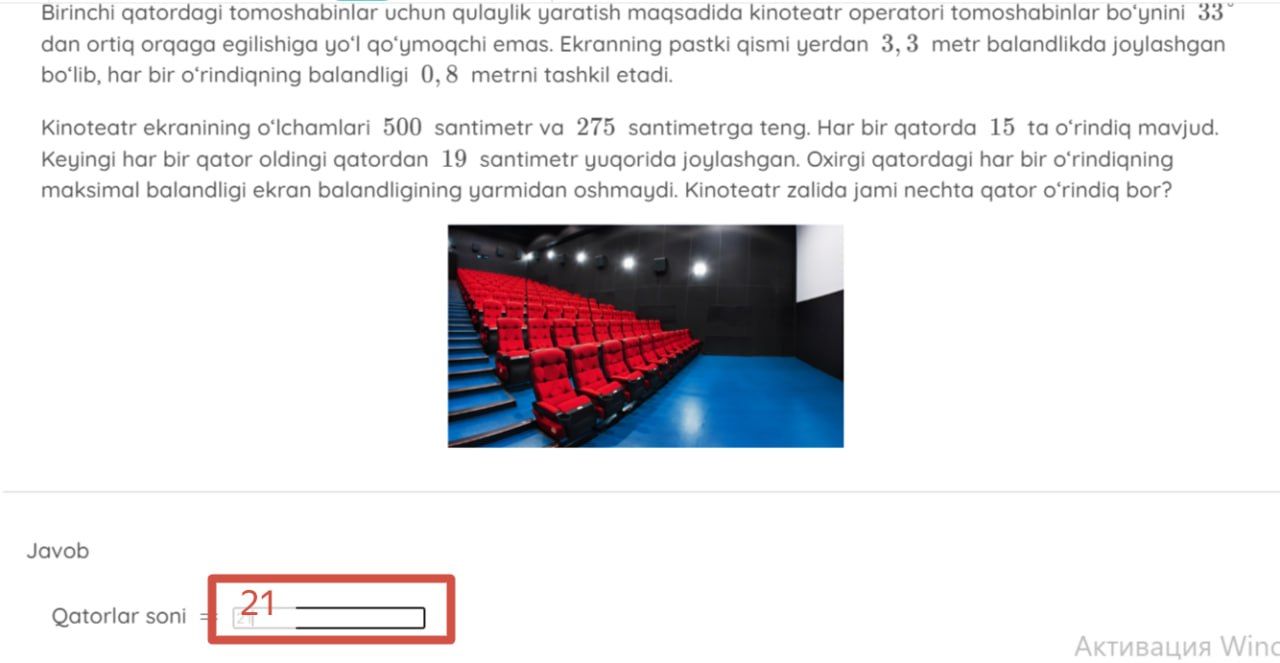 Birinchi qatordagi tomoshabinlar uchun qulaylik yaratish maqsadida kinoteatr operatori tomoshabinlar bo‘ynini 33°
dan ortiq orqaga egilishiga yo‘l qo‘ymoqchi emas. Ekranning pastki qismi yerdan 3, 3 metr balandlikda joylashgan
bo‘lib, har bir o‘rindiqning balandligi 0, 8 metrni tashkil etadi.
Kinoteatr ekranining o‘lchamlari 500 santimetr va 275 santimetrga teng. Har bir qatorda 15 ta o‘rindiq mavjud.
Keyingi har bir qator oldingi qatordan 19 santimetr yuqorida joylashgan. Oxirgi qatordagi har bir o‘rindiqning
maksimal balandligi ekran balandligining yarmidan oshmaydi. Kinoteatr zalida jami nechta qator o‘rindiq bor?
Javob
21
Qatorlar soni = 21
Активация Winc